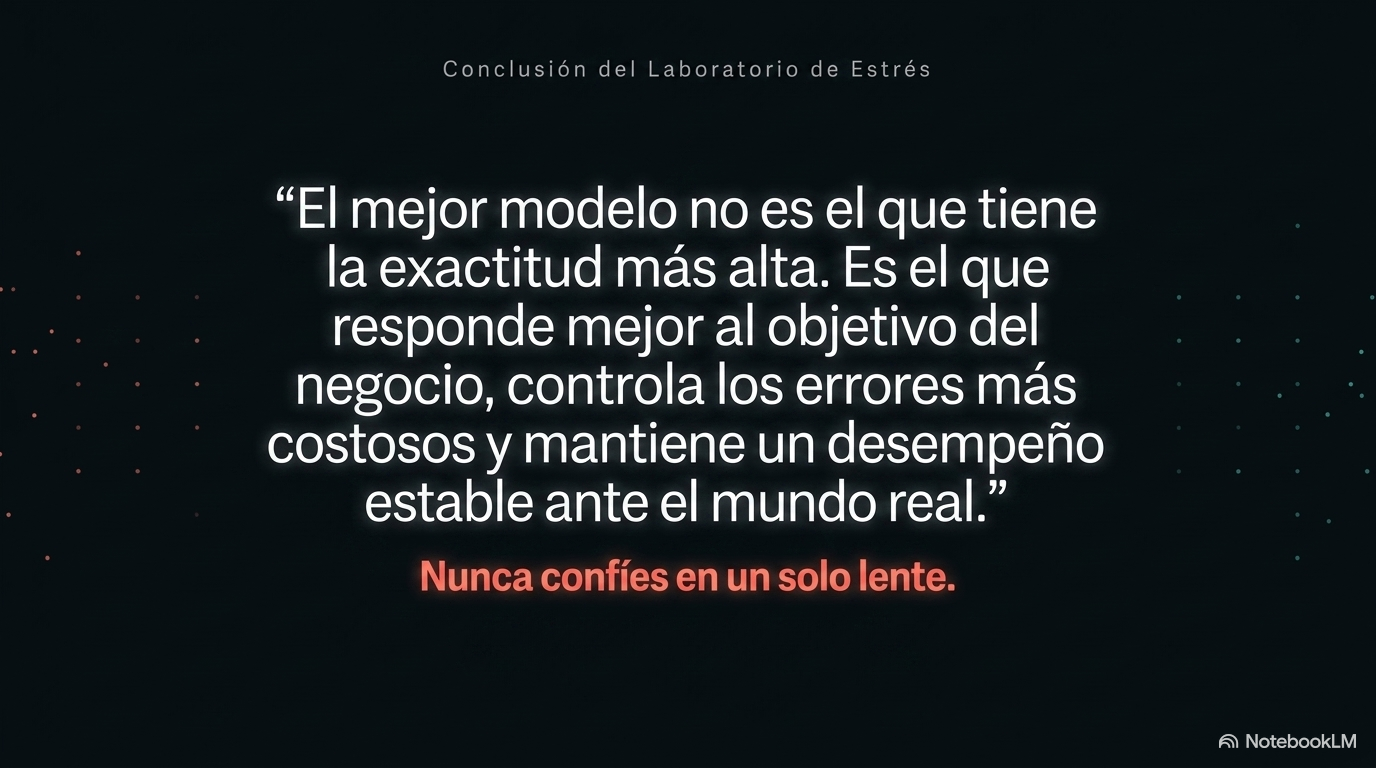 Conclusión del Laboratorio de Estrés
“El mejor modelo no es el que tiene
la exactitud más alta. Es el que
responde mejor al objetivo del
negocio, controla los errores más
costosos y mantiene un desempeño
estable ante el mundo real.”
Nunca confíes en un solo lente.
NotebookLM